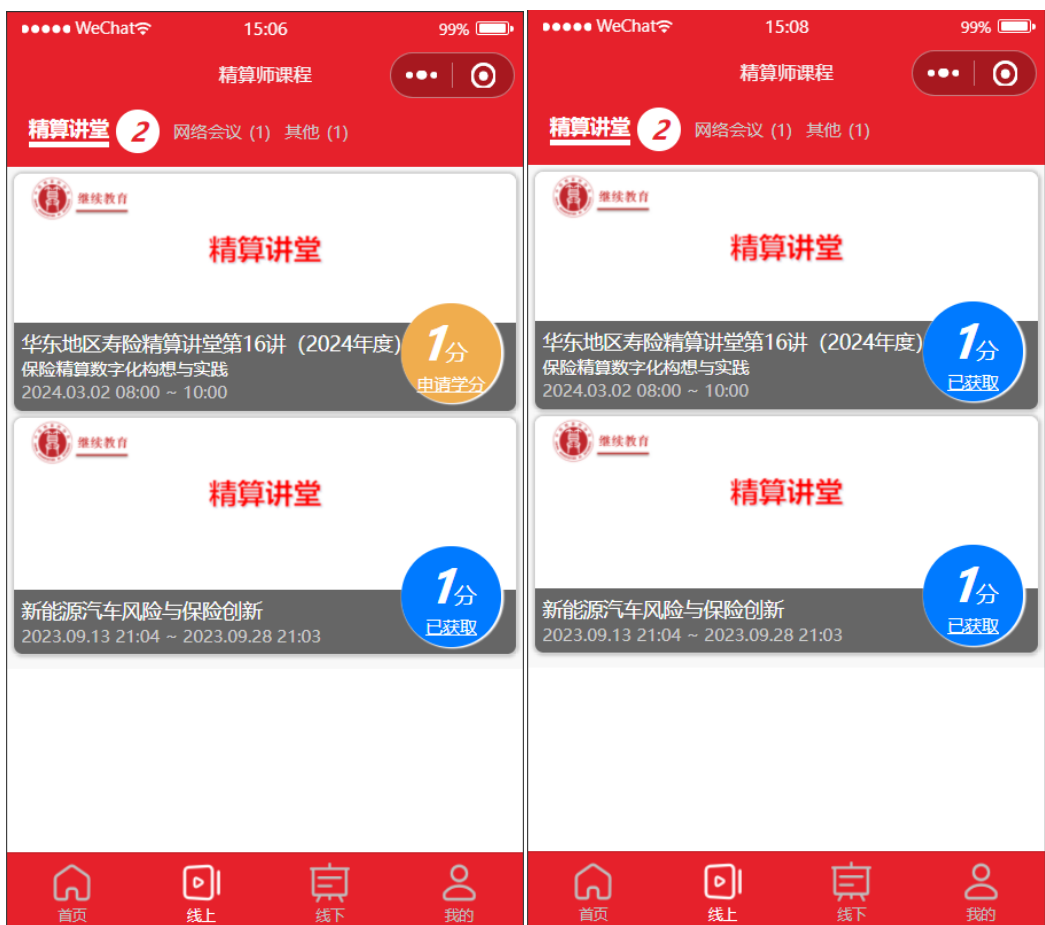 WeChat 15:06 99%
精算师课程
精算讲堂 2 网络会议 (1) 其他 (1)
继续教育
精算讲堂
华东地区寿险精算讲堂第16讲（2024年度)
保险精算数字化构想与实践
2024.03.02 08:00 ~ 10:00
1分
申请学分
继续教育
精算讲堂
新能源汽车风险与保险创新
2023.09.13 21:04 ~ 2023.09.28 21:03
1分
已获取
首页 线上 线下 我的
WeChat 15:08 99%
精算师课程
精算讲堂 2 网络会议 (1) 其他 (1)
继续教育
精算讲堂
华东地区寿险精算讲堂第16讲（2024年度)
保险精算数字化构想与实践
2024.03.02 08:00 ~ 10:00
1分
已获取
继续教育
精算讲堂
新能源汽车风险与保险创新
2023.09.13 21:04 ~ 2023.09.28 21:03
1分
已获取
首页 线上 线下 我的